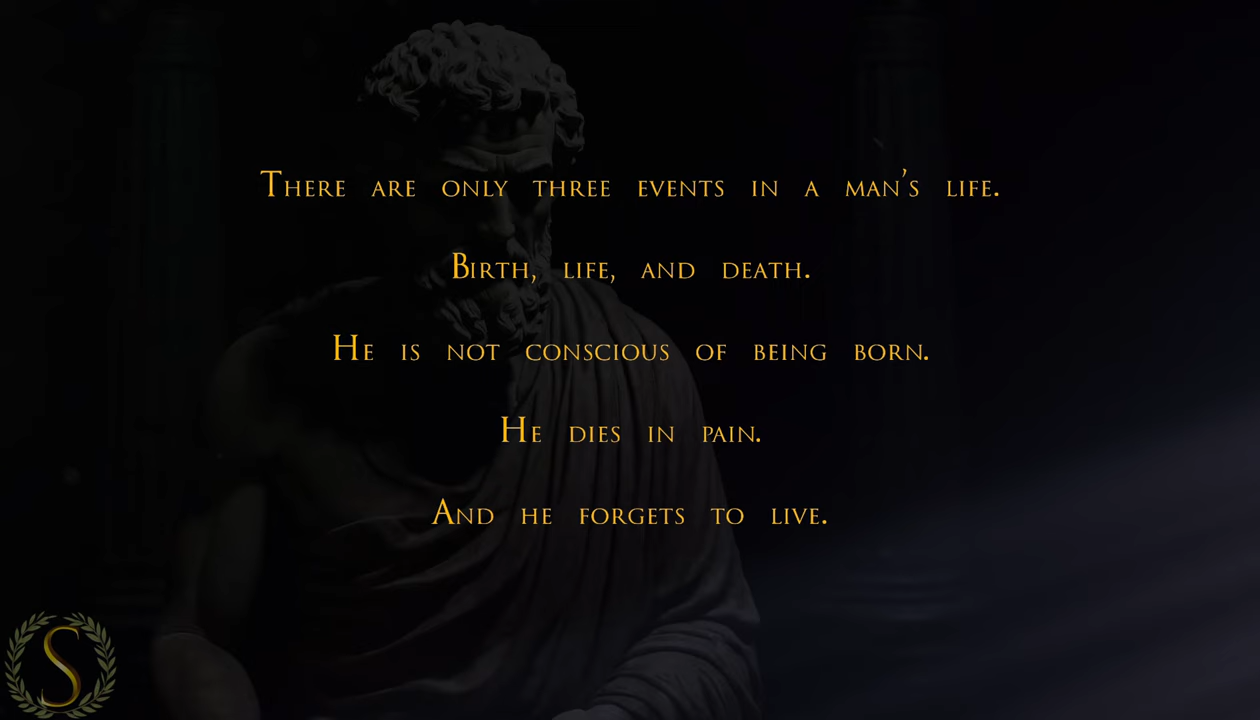 There are only three events in a man's life.
Birth, life, and death.
He is not conscious of being born.
He dies in pain.
And he forgets to live.
S